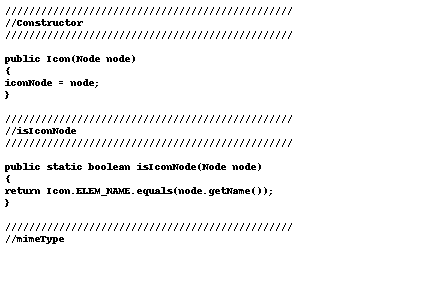 ////////////////////////////////////////////////
//Constructor
////////////////////////////////////////////////
public Icon(Node node)
{
iconNode = node;
}
////////////////////////////////////////////////
//isIconNode
////////////////////////////////////////////////
public static boolean isIconNode(Node node)
{
return Icon.ELEM_NAME.equals(node.getName());
}
////////////////////////////////////////////////
//mimeType